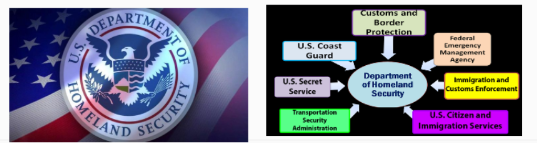 U.S. DEPARTMENT OF
HOMELAND SECURITY
Customs and
Border
Protection
U.S. Coast
Guard
Federal
Emergency
Management
Agency
U.S. Secret
Service
Department
of Homeland
Security
Immigration and
Customs Enforcement
Transportation
Security
Administration
U.S. Citizen and
Immigration Services